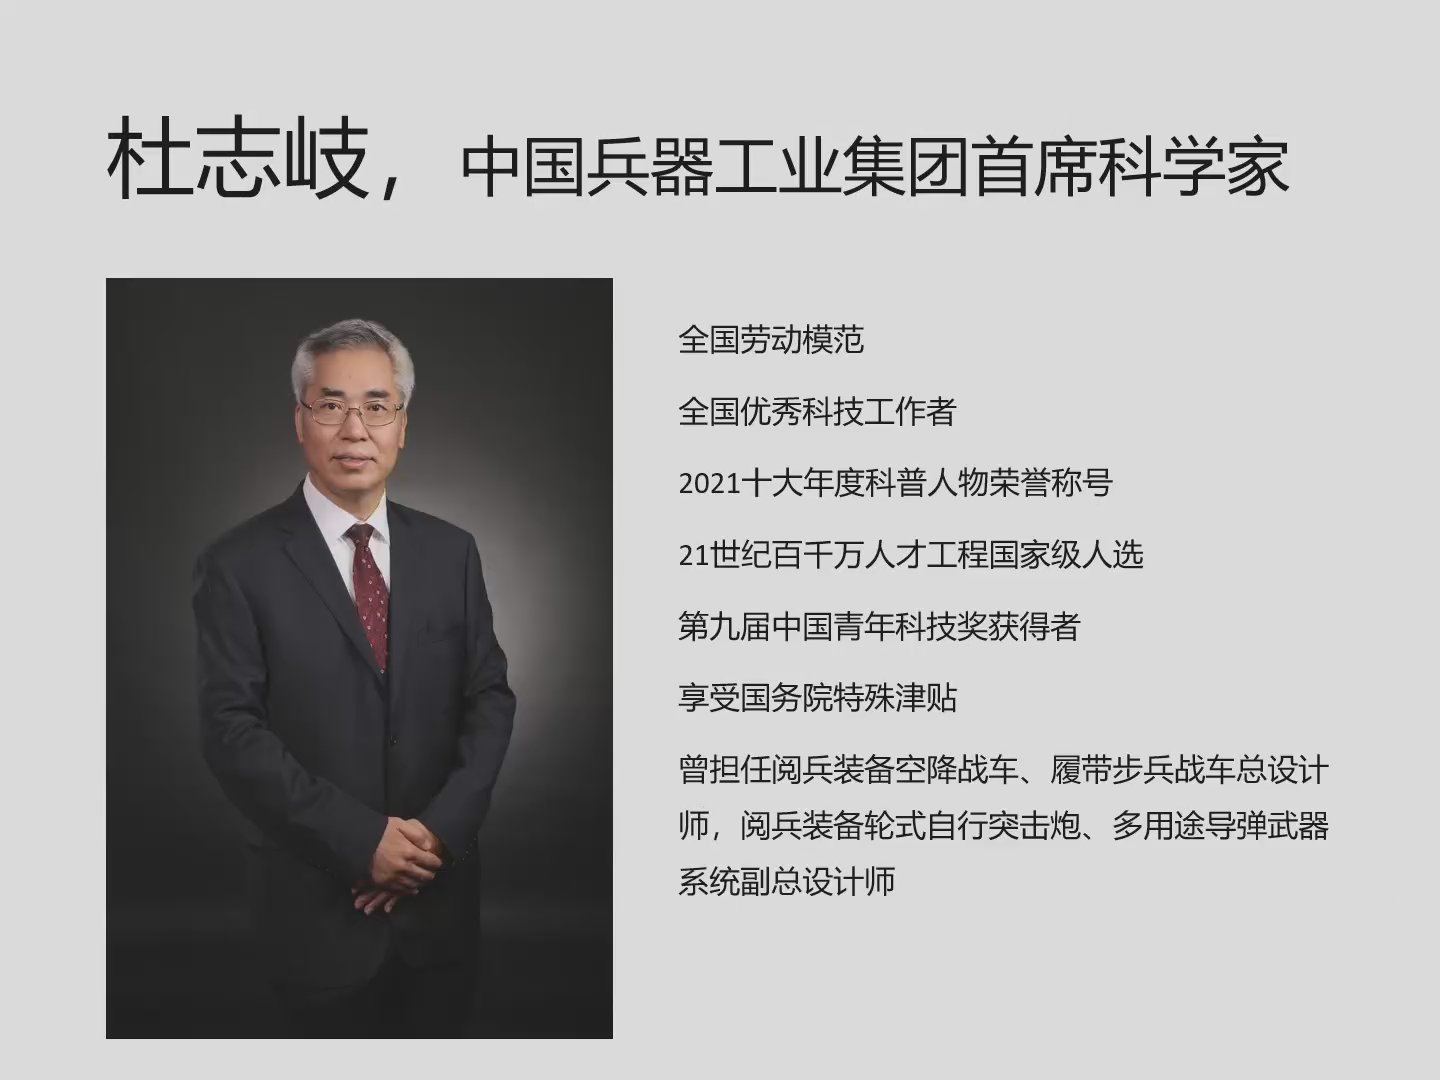 杜志岐，中国兵器工业集团首席科学家
全国劳动模范
全国优秀科技工作者
2021十大年度科普人物荣誉称号
21世纪百千万人才工程国家级人选
第九届中国青年科技奖获得者
享受国务院特殊津贴
曾担任阅兵装备空降战车、履带步兵战车总设计
师，阅兵装备轮式自行突击炮、多用途导弹武器
系统副总设计师